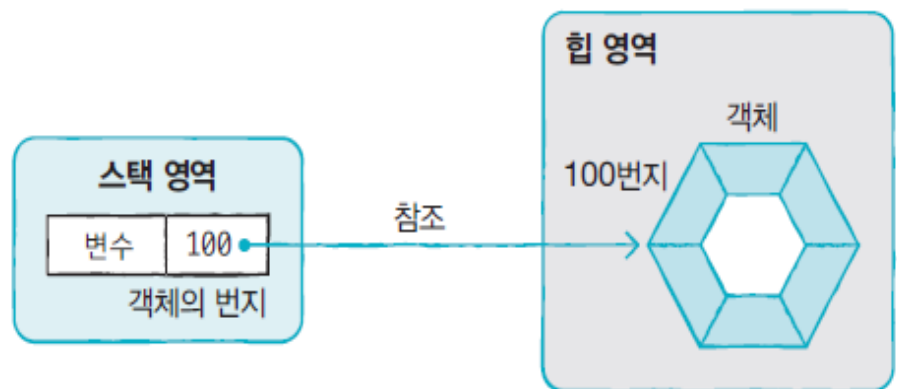 스택 영역
변수 100
객체의 번지
참조
힙 영역
객체
100번지